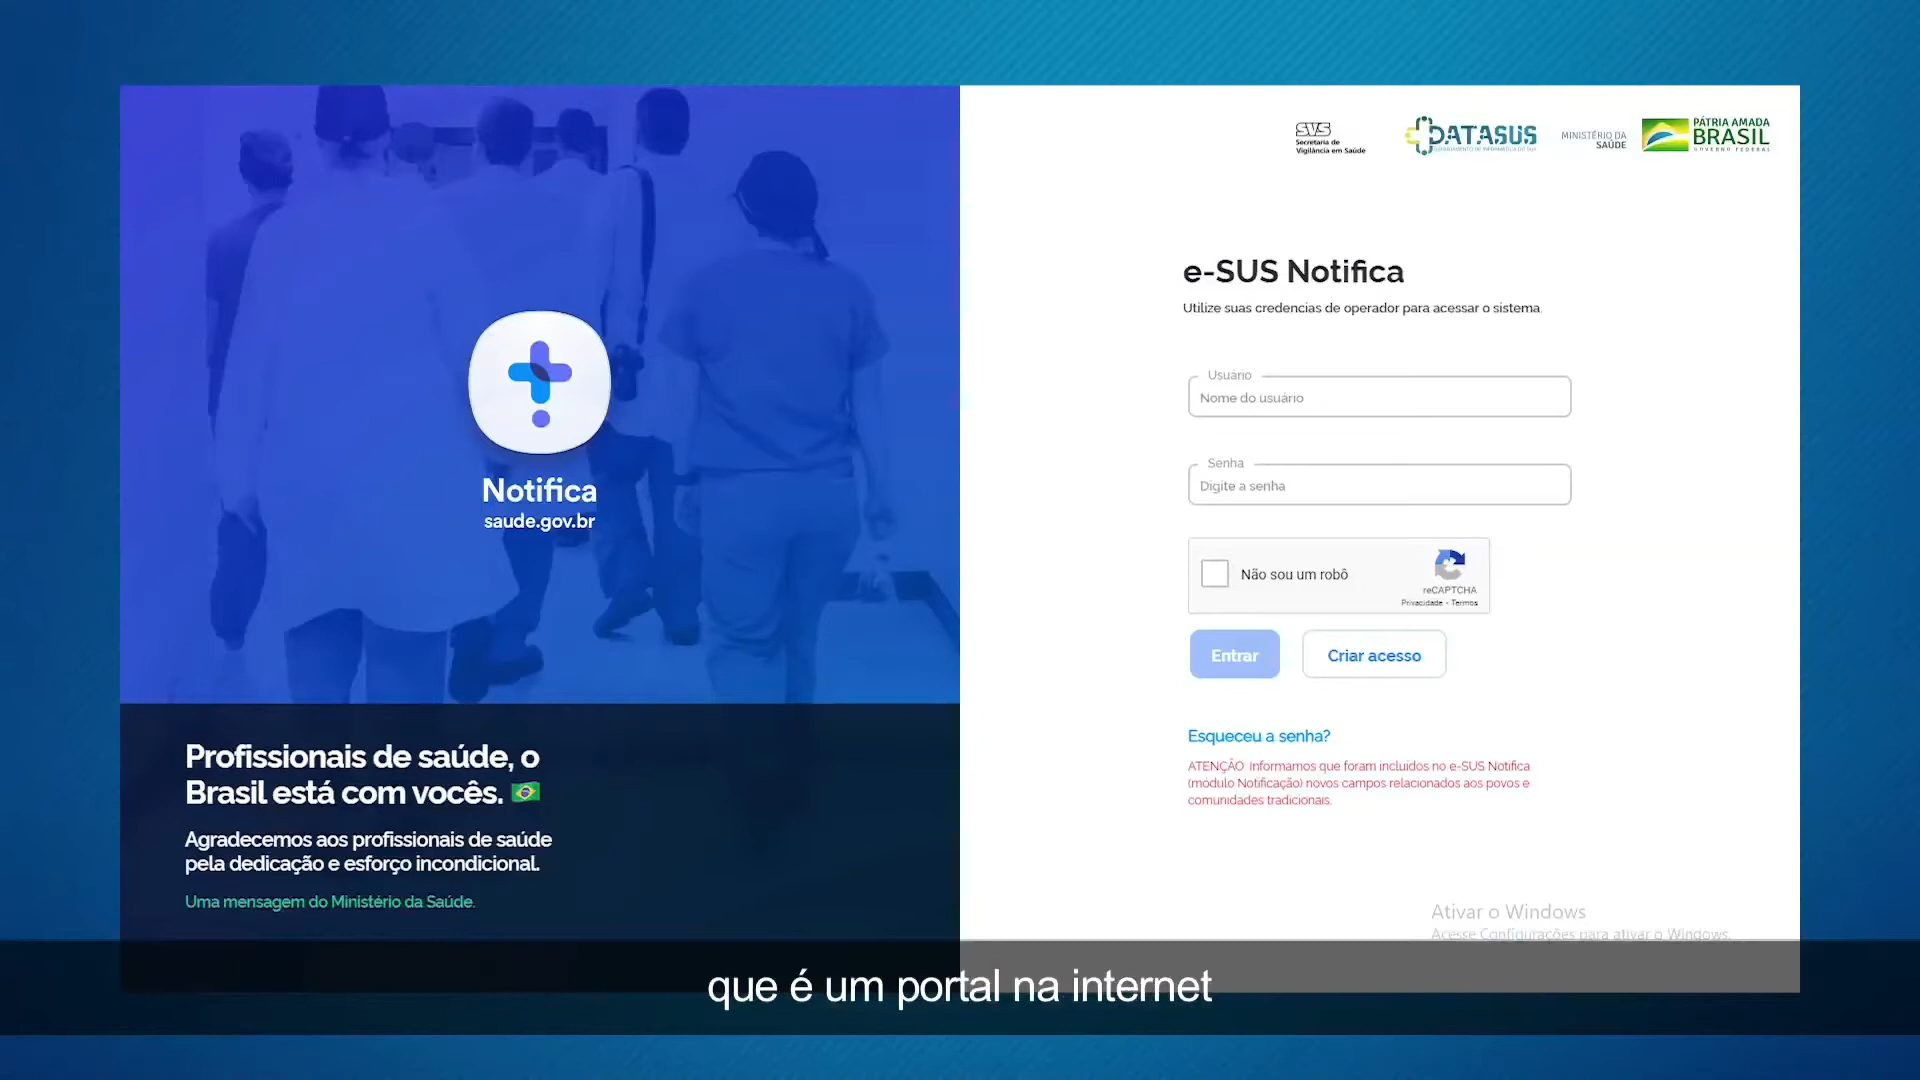 Notifica
saude.gov.br
Profissionais de saúde, o
Brasil está com vocês.
Agradecemos aos profissionais de saúde
pela dedicação e esforço incondicional.
Uma mensagem do Ministério da Saúde.
SVS
Secretaria de
Vigilância em Saúde
DATASUS
MINISTÉRIO DA
SAÚDE
PÁTRIA AMADA
BRASIL
GOVERNO FEDERAL
e-SUS Notifica
Utilize suas credencias de operador para acessar o sistema.
Usuário
Nome do usuário
Senha
Digite a senha
Não sou um robô
reCAPTCHA
Privacidade - Termos
Entrar
Criar acesso
Esqueceu a senha?
ATENÇÃO: Informamos que foram incluídos no e-SUS Notifica
(módulo Notificação) novos campos relacionados aos povos e
comunidades tradicionais.
Ativar o Windows
Acesse Configurações para ativar o Windows.
que é um portal na internet